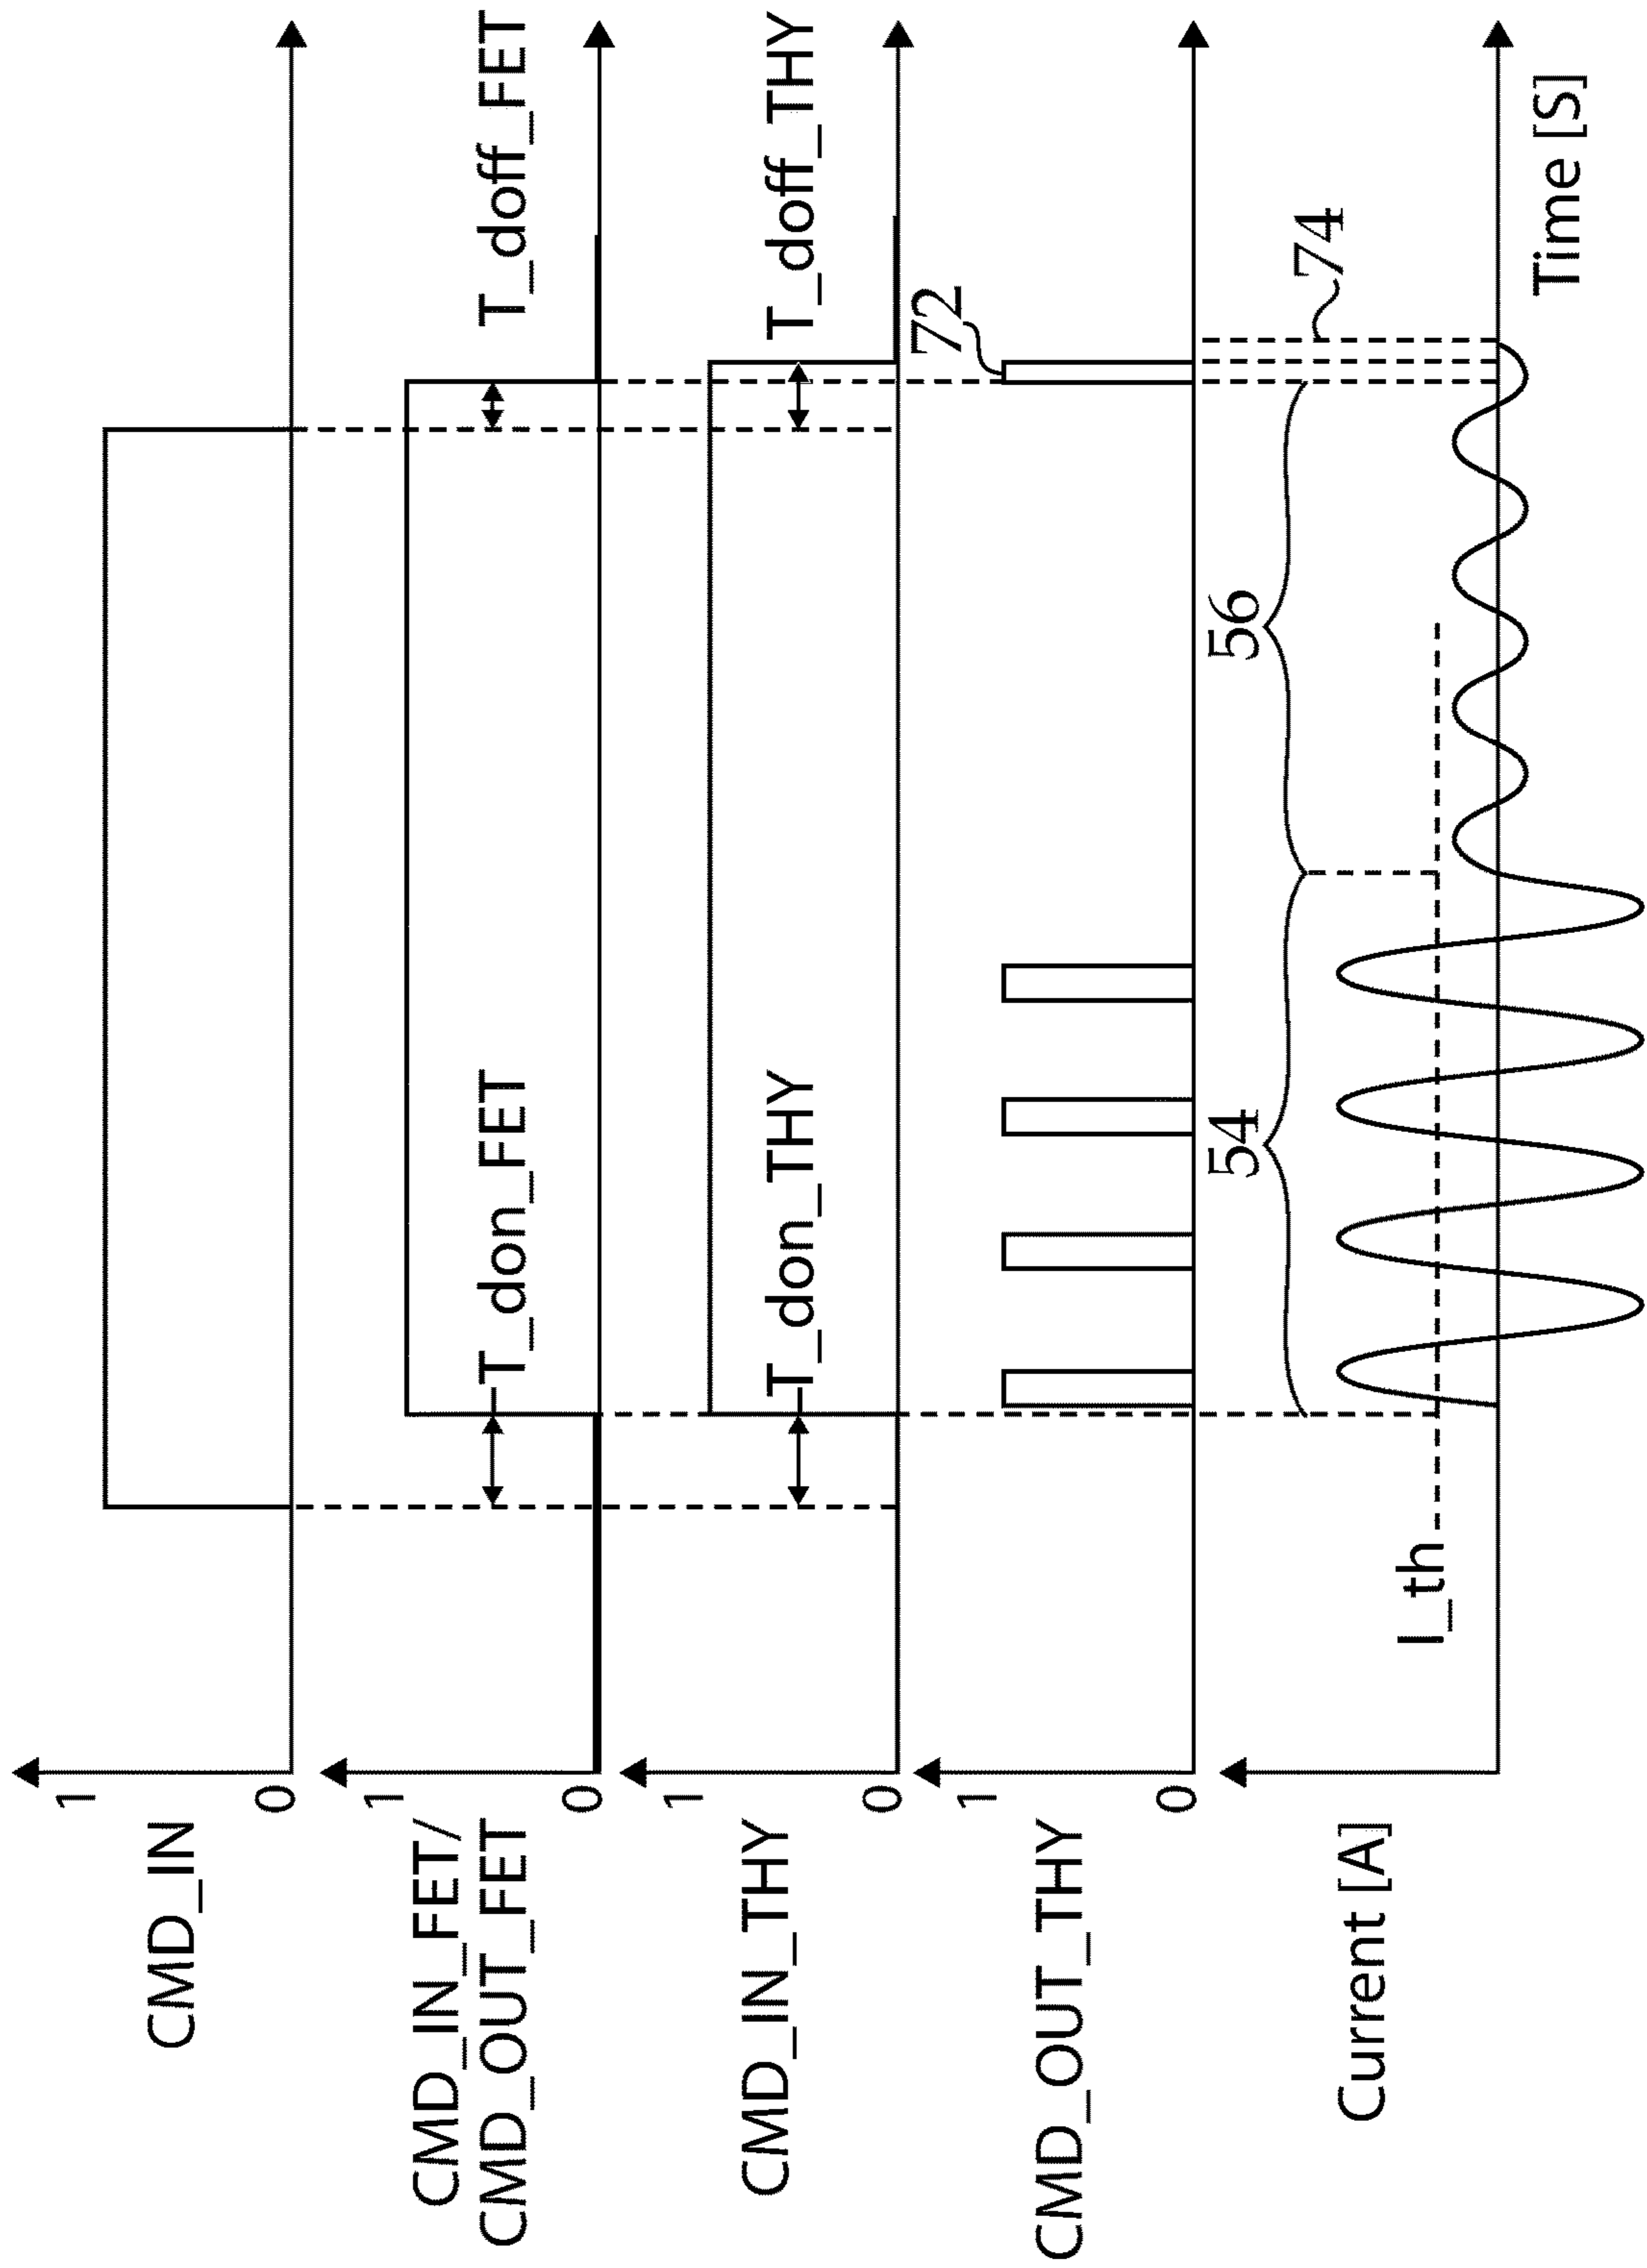 CMD_IN
1
0
CMD_IN_FET/
CMD_OUT_FET
1
0
T_don_FET
T_doff_FET
CMD_IN_THY
1
0
T_don_THY
T_doff_THY
CMD_OUT_THY
1
0
72
54
56
74
Current [A]
I_th
Time [S]